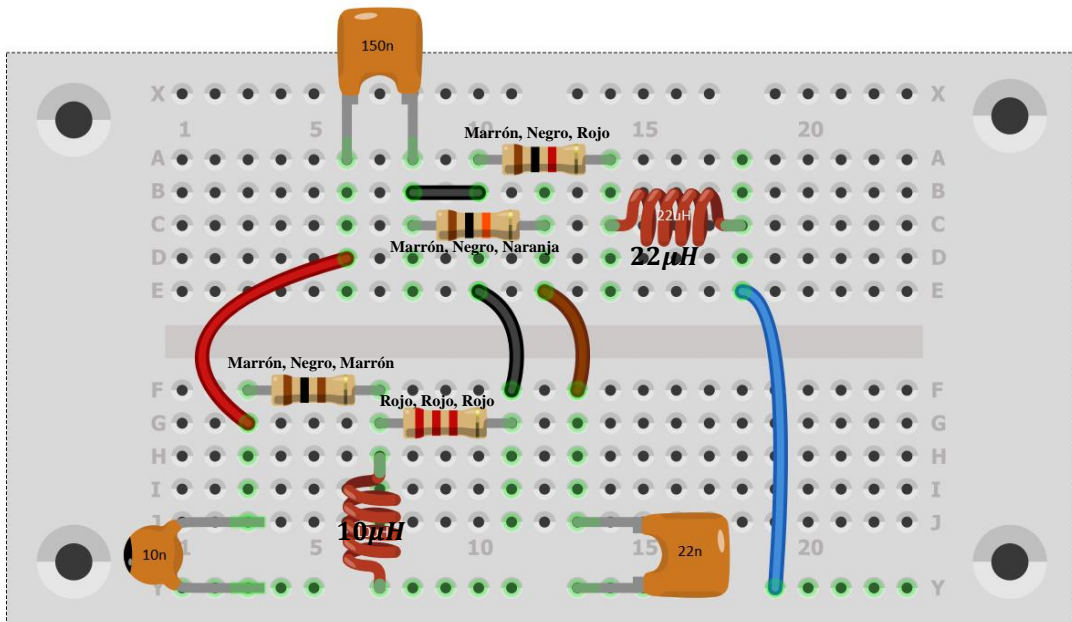 150n
X X
1 5 15 20
Marrón, Negro, Rojo
A A
B B
22uH
C C
Marrón, Negro, Naranja
22μH
D D
E E
Marrón, Negro, Marrón
F F
Rojo, Rojo, Rojo
G G
H H
I I
J J
10μH
10n
22n
1 5 10 15 20
Y Y